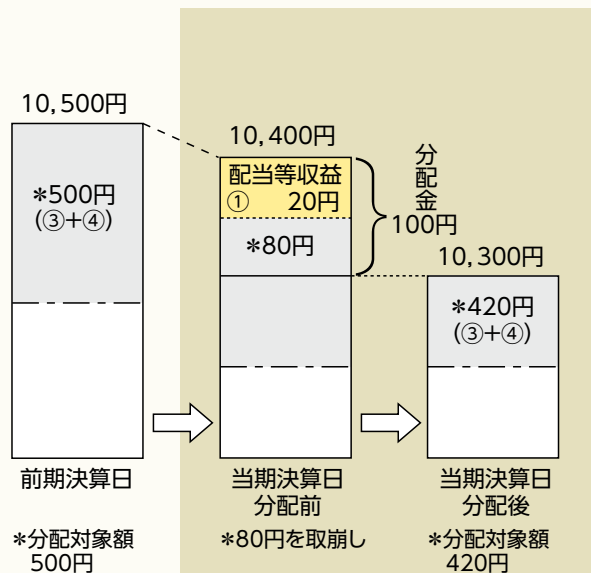 10,500円
*500円
(③+④)
前期決算日
*分配対象額
500円
10,400円
配当等収益
① 20円
*80円
分配金
100円
当期決算日
分配前
*80円を取崩し
10,300円
*420円
(③+④)
当期決算日
分配後
*分配対象額
420円